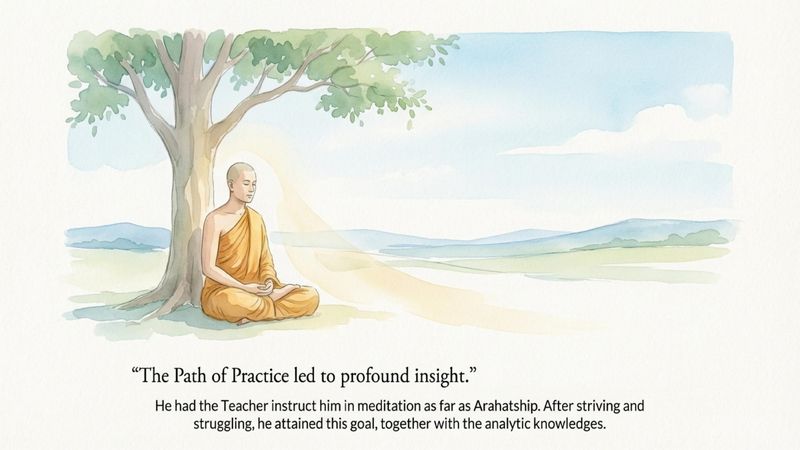 “The Path of Practice led to profound insight.”
He had the Teacher instruct him in meditation as far as Arahatship. After striving and
struggling, he attained this goal, together with the analytic knowledges.